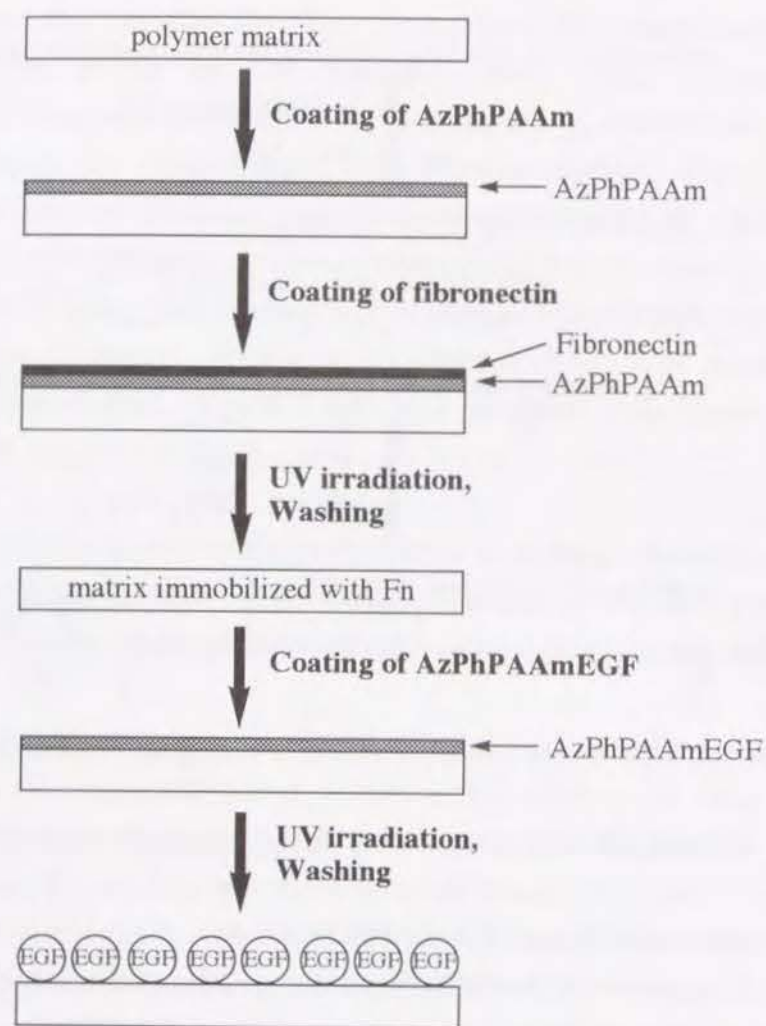 polymer matrix
Coating of AzPhPAAm
AzPhPAAm
Coating of fibronectin
Fibronectin
AzPhPAAm
UV irradiation,
Washing
matrix immobilized with Fn
Coating of AzPhPAAmEGF
AzPhPAAmEGF
UV irradiation,
Washing
EGF EGF EGF EGF EGF EGF EGF EGF